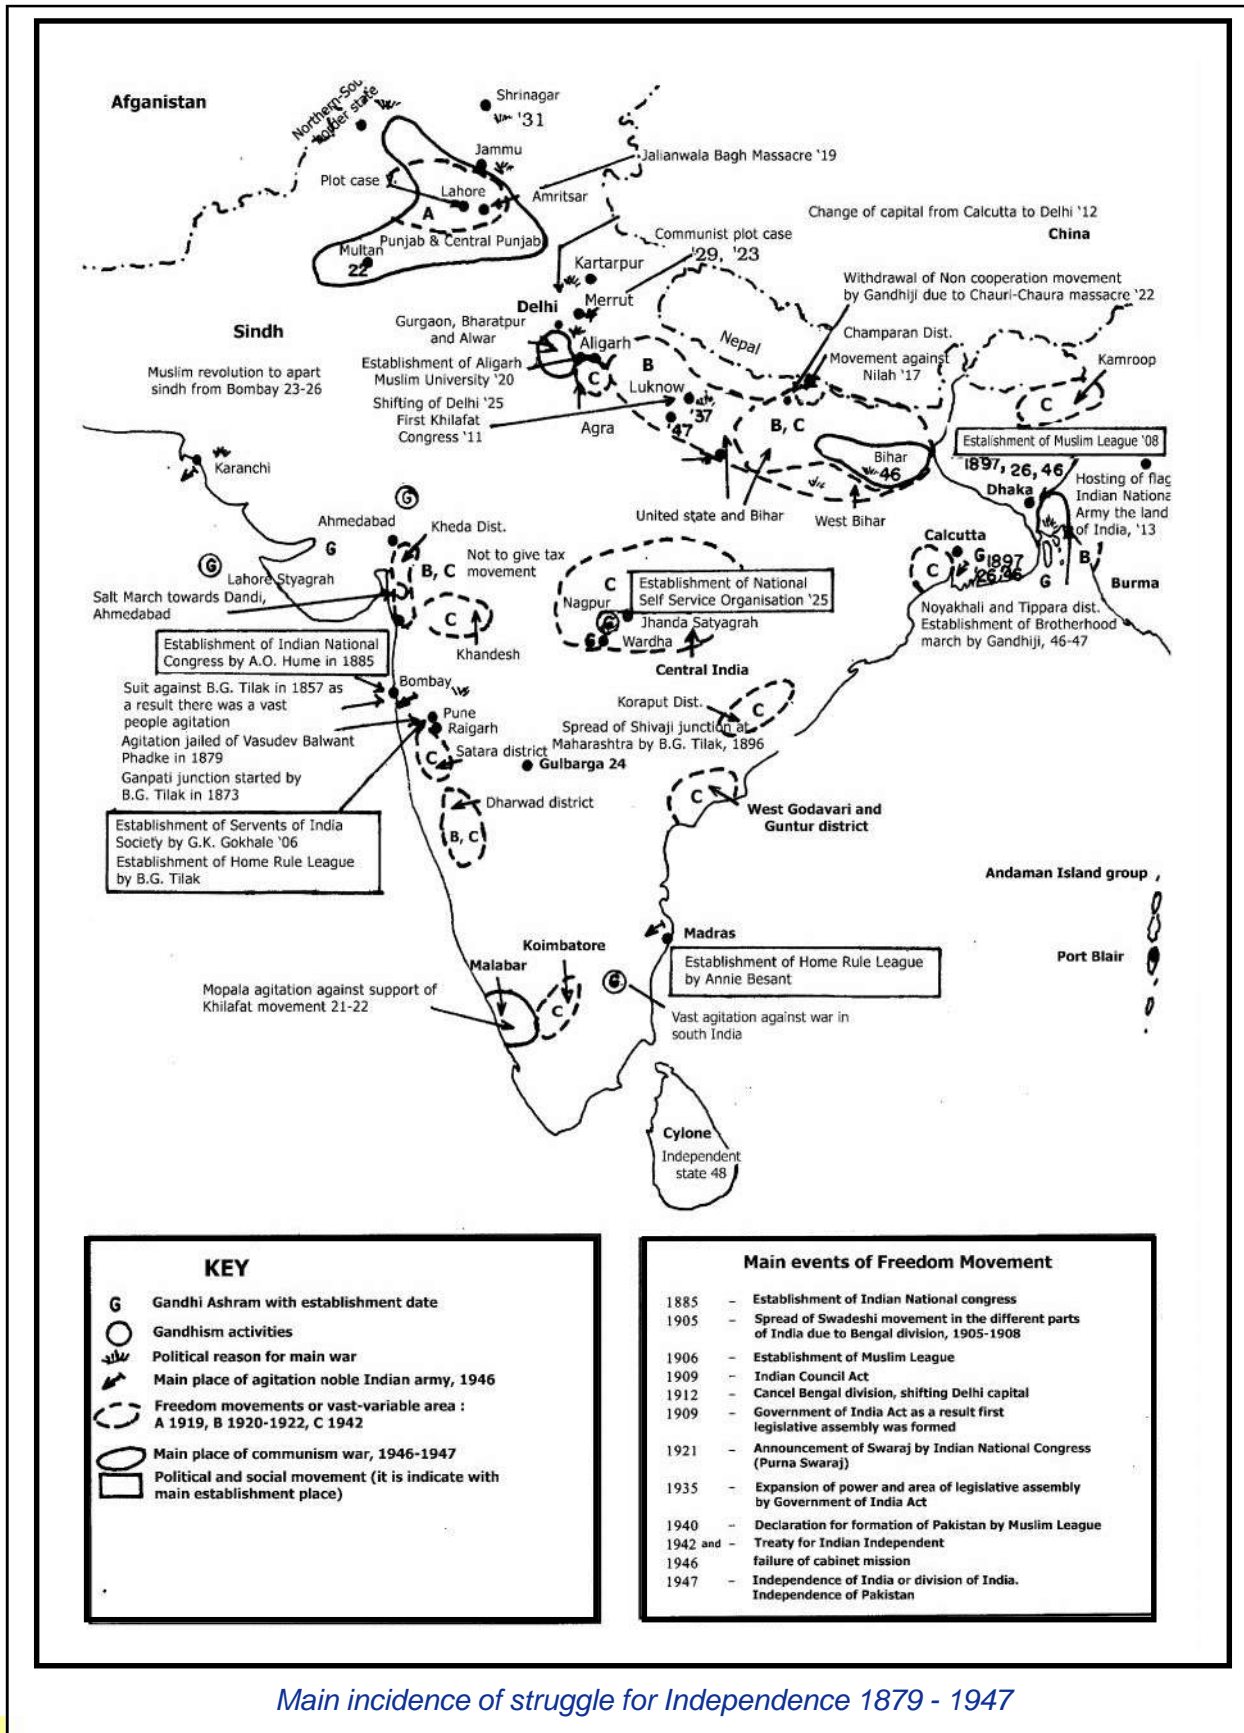 Afganistan
Northern-Sou
border state
Shrinagar
'31
Jammu
Jalianwala Bagh Massacre '19
Plot case
Lahore
Amritsar
A
Punjab & Central Punjab
Multan
22
Change of capital from Calcutta to Delhi '12
China
Communist plot case
'29, '23
Kartarpur
Withdrawal of Non cooperation movement
by Gandhiji due to Chauri-Chaura massacre '22
Delhi
Merrut
Gurgaon, Bharatpur
and Alwar
Sindh
Nepal
Champaran Dist.
Aligarh
Movement against
Nilah '17
Kamroop
Muslim revolution to apart
sindh from Bombay 23-26
Establishment of Aligarh
Muslim University '20
B
C
Luknow
C
Shifting of Delhi '25
First Khilafat
Congress '11
'37
'47
Agra
B, C
Bihar
46
Estalishment of Muslim League '08
1897, 26, 46
Karanchi
Dhaka
Hosting of flag
Indian Nationa
Army the land
of India, '13
G
Ahmedabad
Kheda Dist.
United state and Bihar
West Bihar
Calcutta
G
G
Lahore Styagrah
B, C
Not to give tax
movement
C
Establishment of National
Self Service Organisation '25
C
G
1897
26,46
G
B
Burma
Salt March towards Dandi,
Ahmedabad
Nagpur
G
Jhanda Satyagrah
C
G
Wardha
Noyakhali and Tippara dist.
Establishment of Brotherhood
march by Gandhiji, 46-47
Establishment of Indian National
Congress by A.O. Hume in 1885
Khandesh
Central India
Bombay
Suit against B.G. Tilak in 1857 as
a result there was a vast
people agitation
Koraput Dist.
C
Pune
Raigarh
Spread of Shivaji junction at
Maharashtra by B.G. Tilak, 1896
Agitation jailed of Vasudev Balwant
Phadke in 1879
C
Satara district
Gulbarga 24
Ganpati junction started by
B.G. Tilak in 1873
Dharwad district
C
West Godavari and
Guntur district
Establishment of Servents of India
Society by G.K. Gokhale '06
Establishment of Home Rule League
by B.G. Tilak
B, C
Andaman Island group
Madras
Koimbatore
Port Blair
Malabar
Establishment of Home Rule League
by Annie Besant
Mopala agitation against support of
Khilafat movement 21-22
G
C
Vast agitation against war in
south India
Cylone
Independent
state 48
KEY
G Gandhi Ashram with establishment date
Gandhism activities
Political reason for main war
Main place of agitation noble Indian army, 1946
Freedom movements or vast-variable area :
A 1919, B 1920-1922, C 1942
Main place of communism war, 1946-1947
Political and social movement (it is indicate with
main establishment place)
Main events of Freedom Movement
1885 – Establishment of Indian National congress
1905 – Spread of Swadeshi movement in the different parts
of India due to Bengal division, 1905-1908
1906 – Establishment of Muslim League
1909 – Indian Council Act
1912 – Cancel Bengal division, shifting Delhi capital
1909 – Government of India Act as a result first
legislative assembly was formed
1921 – Announcement of Swaraj by Indian National Congress
(Purna Swaraj)
1935 – Expansion of power and area of legislative assembly
by Government of India Act
1940 – Declaration for formation of Pakistan by Muslim League
1942 and – Treaty for Indian Independent
1946 failure of cabinet mission
1947 – Independence of India or division of India.
Independence of Pakistan
Main incidence of struggle for Independence 1879 - 1947